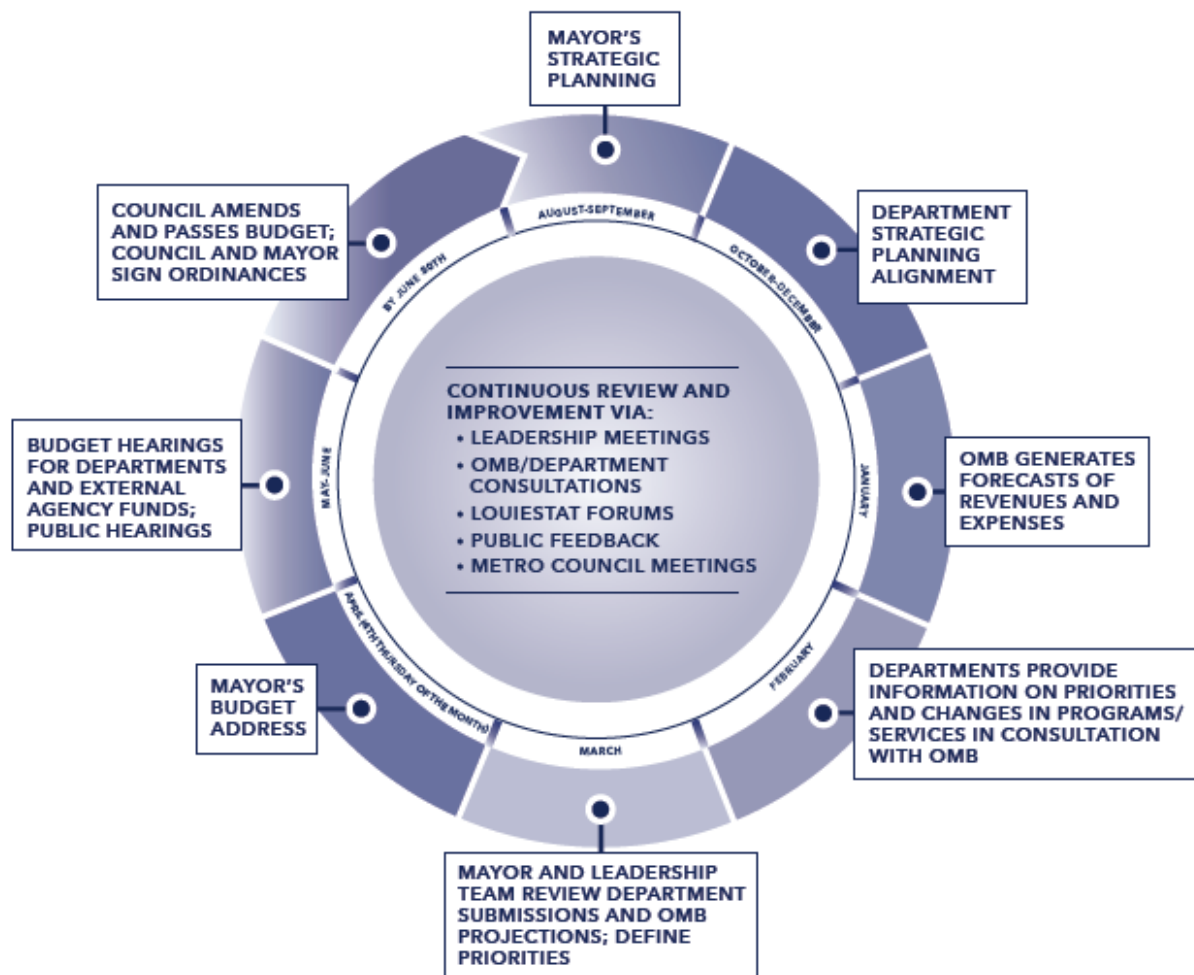 MAYOR'S
STRATEGIC
PLANNING
AUGUST-SEPTEMBER
DEPARTMENT
STRATEGIC
PLANNING
ALIGNMENT
OCTOBER-DECEMBER
OMB GENERATES
FORECASTS OF
REVENUES AND
EXPENSES
JANUARY
DEPARTMENTS PROVIDE
INFORMATION ON PRIORITIES
AND CHANGES IN PROGRAMS/
SERVICES IN CONSULTATION
WITH OMB
FEBRUARY
MAYOR AND LEADERSHIP
TEAM REVIEW DEPARTMENT
SUBMISSIONS AND OMB
PROJECTIONS; DEFINE
PRIORITIES
MARCH
MAYOR'S
BUDGET
ADDRESS
APRIL (4TH THURSDAY OF THE MONTH)
BUDGET HEARINGS
FOR DEPARTMENTS
AND EXTERNAL
AGENCY FUNDS;
PUBLIC HEARINGS
MAY-JUNE
COUNCIL AMENDS
AND PASSES BUDGET;
COUNCIL AND MAYOR
SIGN ORDINANCES
BY JUNE 30TH
CONTINUOUS REVIEW AND
IMPROVEMENT VIA:
• LEADERSHIP MEETINGS
• OMB/DEPARTMENT
CONSULTATIONS
• LOUIESTAT FORUMS
• PUBLIC FEEDBACK
• METRO COUNCIL MEETINGS